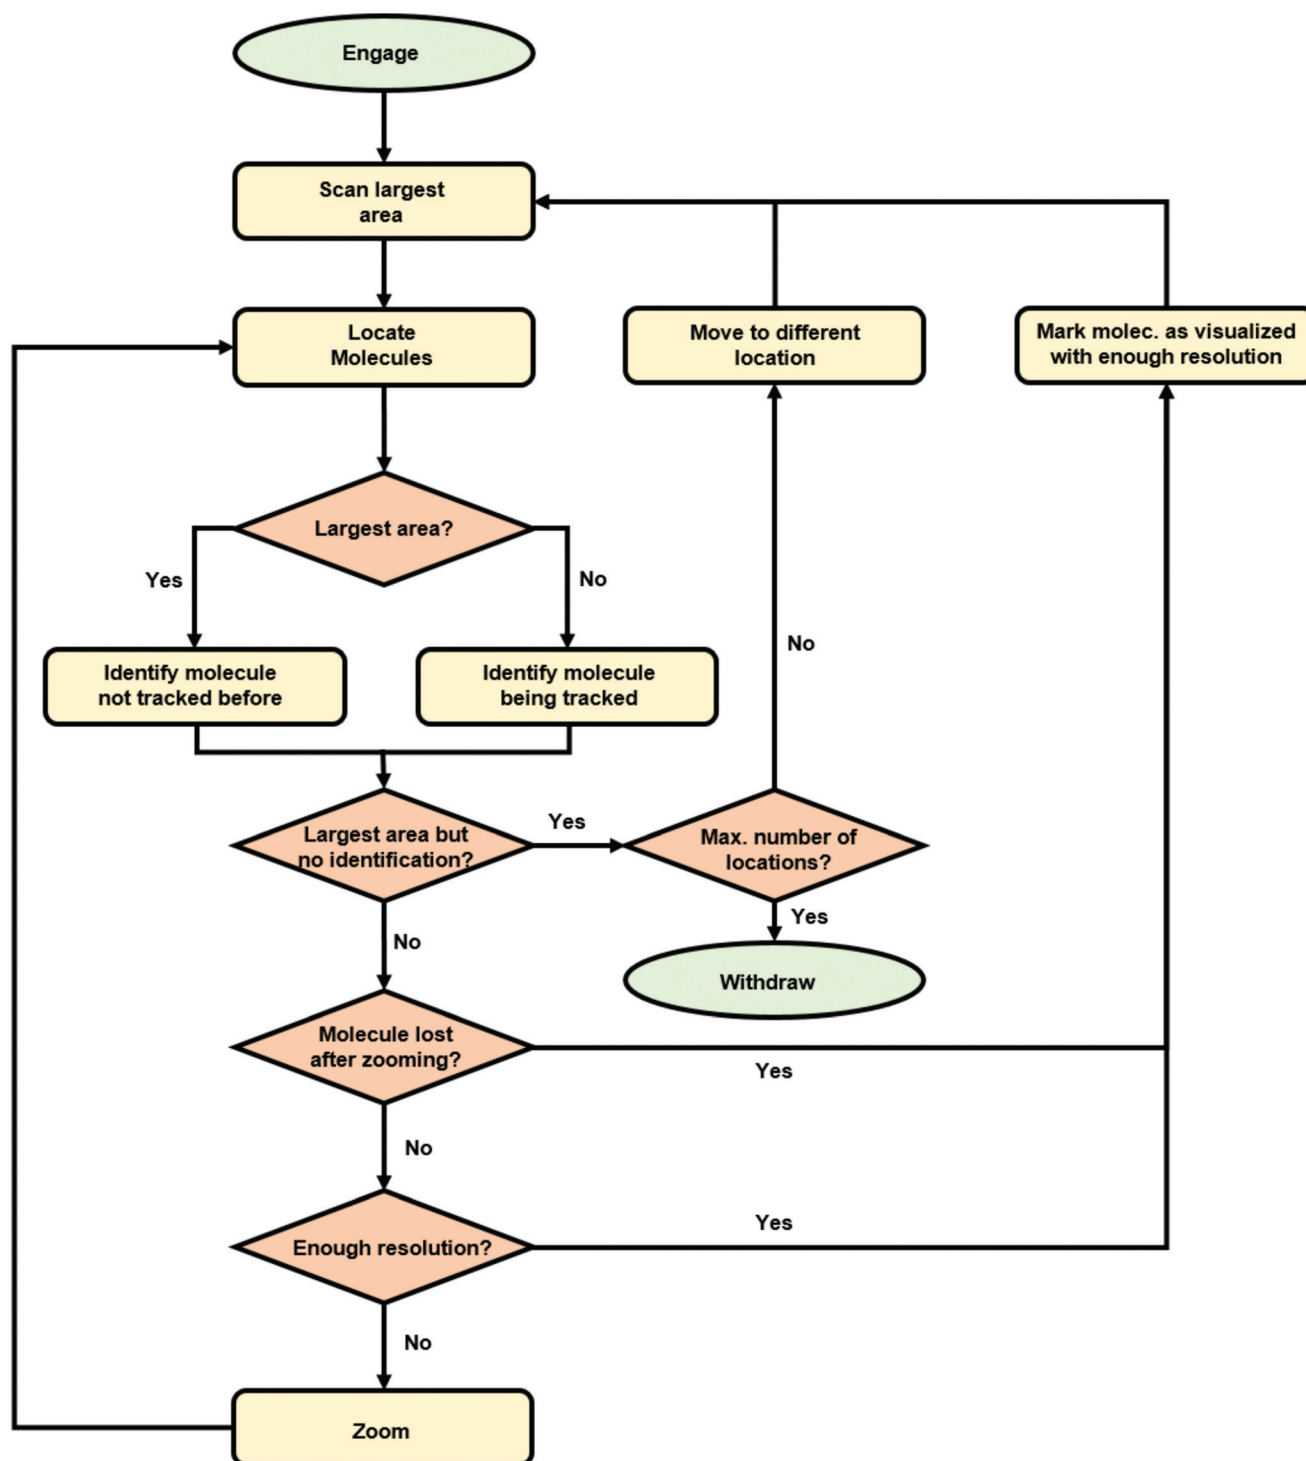 Engage
Scan largest
area
Locate
Molecules
Move to different
location
Mark molec. as visualized
with enough resolution
Largest area?
Yes
No
Identify molecule
not tracked before
Identify molecule
being tracked
No
Largest area but
no identification?
Yes
Max. number of
locations?
Yes
No
Withdraw
Molecule lost
after zooming?
Yes
No
Enough resolution?
Yes
No
Zoom